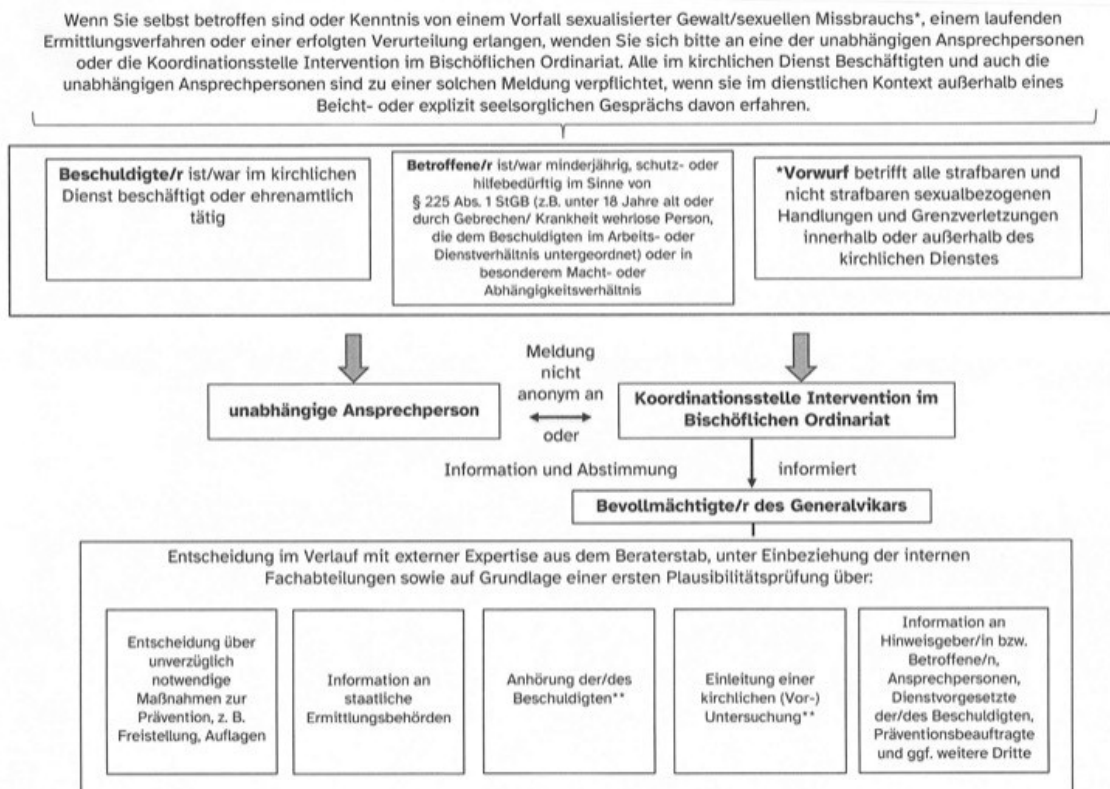 Wenn Sie selbst betroffen sind oder Kenntnis von einem Vorfall sexualisierter Gewalt/sexuellen Missbrauchs*, einem laufenden
Ermittlungsverfahren oder einer erfolgten Verurteilung erlangen, wenden Sie sich bitte an eine der unabhängigen Ansprechpersonen
oder die Koordinationsstelle Intervention im Bischöflichen Ordinariat. Alle im kirchlichen Dienst Beschäftigten und auch die
unabhängigen Ansprechpersonen sind zu einer solchen Meldung verpflichtet, wenn sie im dienstlichen Kontext außerhalb eines
Beicht- oder explizit seelsorglichen Gesprächs davon erfahren.
Beschuldigte/r ist/war im kirchlichen
Dienst beschäftigt oder ehrenamtlich
tätig
Betroffene/r ist/war minderjährig, schutz- oder
hilfebedürftig im Sinne von
§ 225 Abs. 1 StGB (z.B. unter 18 Jahre alt oder
durch Gebrechen/ Krankheit wehrlose Person,
die dem Beschuldigten im Arbeits- oder
Dienstverhältnis untergeordnet) oder in
besonderem Macht- oder
Abhängigkeitsverhältnis
*Vorwurf betrifft alle strafbaren und
nicht strafbaren sexualbezogenen
Handlungen und Grenzverletzungen
innerhalb oder außerhalb des
kirchlichen Dienstes
unabhängige Ansprechperson
Meldung
nicht
anonym an
oder
Koordinationsstelle Intervention im
Bischöflichen Ordinariat
Information und Abstimmung
informiert
Bevollmächtigte/r des Generalvikars
Entscheidung im Verlauf mit externer Expertise aus dem Beraterstab, unter Einbeziehung der internen
Fachabteilungen sowie auf Grundlage einer ersten Plausibilitätsprüfung über:
Entscheidung über
unverzüglich
notwendige
Maßnahmen zur
Prävention, z. B.
Freistellung, Auflagen
Information an
staatliche
Ermittlungsbehörden
Anhörung der/des
Beschuldigten**
Einleitung einer
kirchlichen (Vor-)
Untersuchung**
Information an
Hinweisgeber/in bzw.
Betroffene/n,
Ansprechpersonen,
Dienstvorgesetzte
der/des Beschuldigten,
Präventionsbeauftragte
und ggf. weitere Dritte